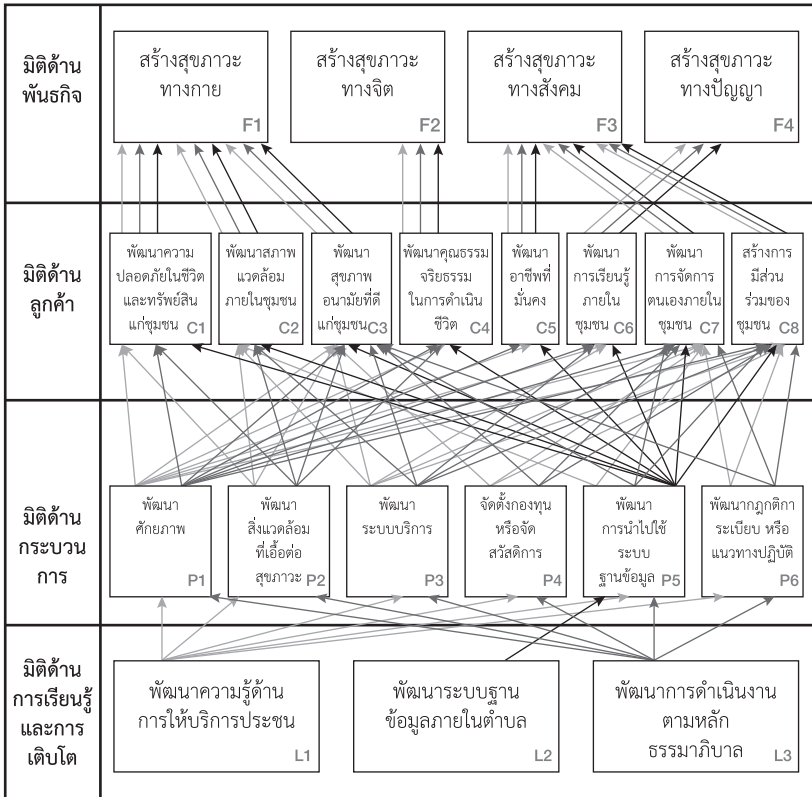 มิติด้าน
พันธกิจ
สร้างสุขภาวะ
ทางกาย
F1
สร้างสุขภาวะ
ทางจิต
F2
สร้างสุขภาวะ
ทางสังคม
F3
สร้างสุขภาวะ
ทางปัญญา
F4
มิติด้าน
ลูกค้า
พัฒนาความ
ปลอดภัยในชีวิต
และทรัพย์สิน
แก่ชุมชน C1
พัฒนาสภาพ
แวดล้อม
ภายในชุมชน
C2
พัฒนา
สุขภาพ
อนามัยที่ดี
แก่ชุมชน C3
พัฒนาคุณธรรม
จริยธรรม
ในการดำเนิน
ชีวิต C4
พัฒนา
อาชีพที่
มั่นคง
C5
พัฒนา
การเรียนรู้
ภายใน
ชุมชน C6
พัฒนา
การจัดการ
ตนเองภายใน
ชุมชน C7
สร้างการ
มีส่วน
ร่วมของ
ชุมชน C8
มิติด้าน
กระบวน
การ
พัฒนา
ศักยภาพ
P1
พัฒนา
สิ่งแวดล้อม
ที่เอื้อต่อ
สุขภาวะ P2
พัฒนา
ระบบบริการ
P3
จัดตั้งกองทุน
หรือจัด
สวัสดิการ
P4
พัฒนา
การนำไปใช้
ระบบ
ฐานข้อมูล P5
พัฒนากฎกติกา
ระเบียบ หรือ
แนวทางปฏิบัติ
P6
มิติด้าน
การเรียนรู้
และการ
เติบโต
พัฒนาความรู้ด้าน
การให้บริการประชน
L1
พัฒนาระบบฐาน
ข้อมูลภายในตำบล
L2
พัฒนาการดำเนินงาน
ตามหลัก
ธรรมาภิบาล
L3